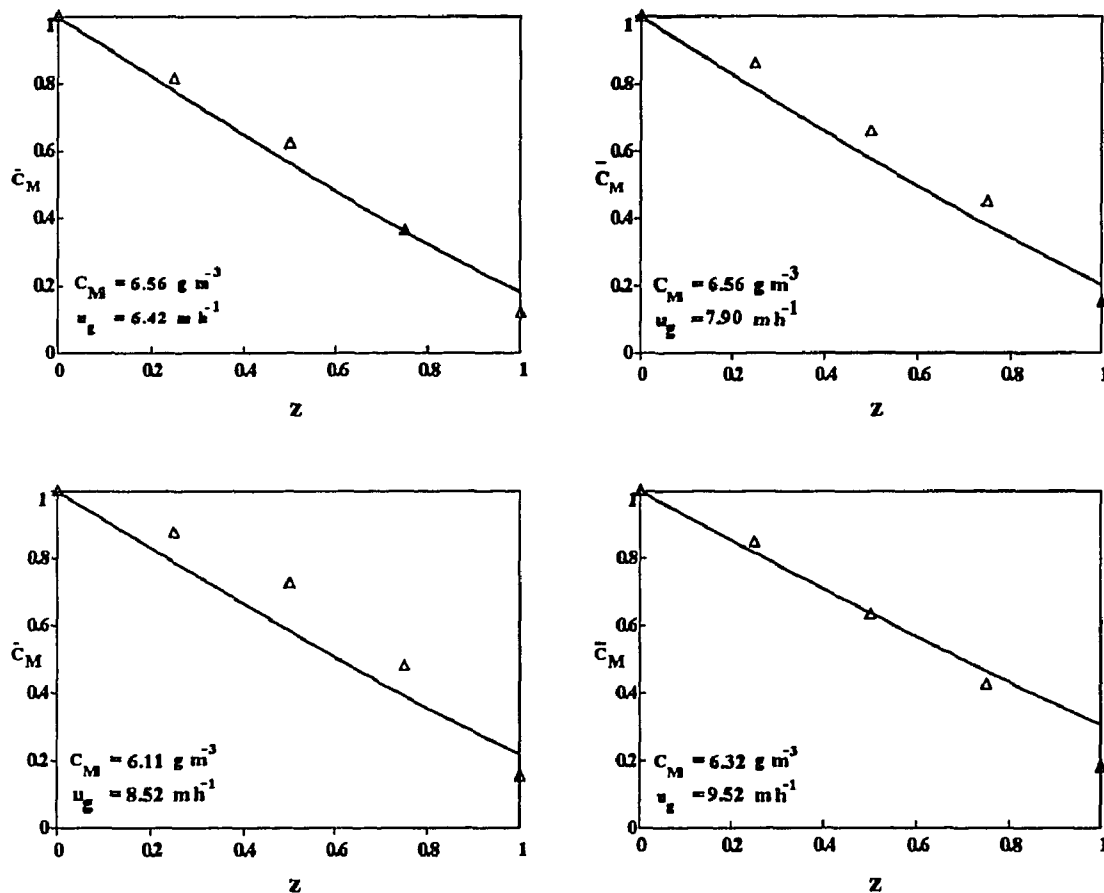 1
0.8
0.6
C̄M
0.4
0.2
0
CMi = 6.56 g m⁻³
ug = 6.42 m h⁻¹
0 0.2 0.4 0.6 0.8 1
z
1
0.8
0.6
C̄M
0.4
0.2
0
CMi = 6.56 g m⁻³
ug = 7.90 m h⁻¹
0 0.2 0.4 0.6 0.8 1
z
1
0.8
0.6
C̄M
0.4
0.2
0
CMi = 6.11 g m⁻³
ug = 8.52 m h⁻¹
0 0.2 0.4 0.6 0.8 1
z
1
0.8
0.6
C̄M
0.4
0.2
0
CMi = 6.32 g m⁻³
ug = 9.52 m h⁻¹
0 0.2 0.4 0.6 0.8 1
z